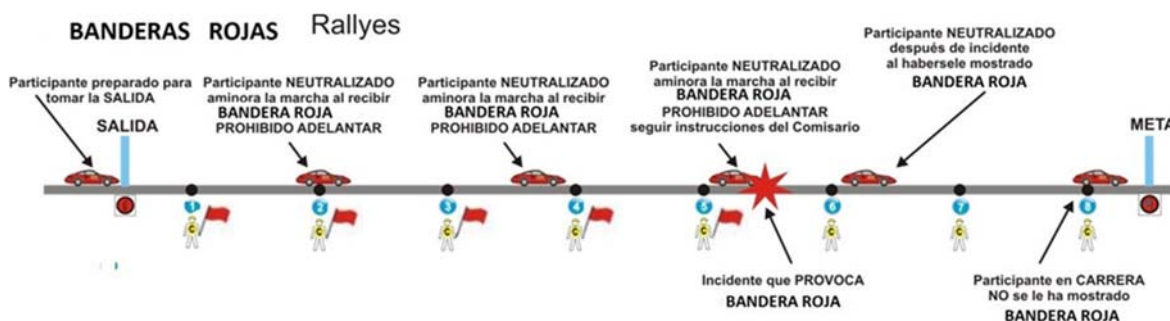 BANDERAS ROJAS Rallyes
Participante preparado para
tomar la SALIDA
SALIDA
Participante NEUTRALIZADO
aminora la marcha al recibir
BANDERA ROJA
PROHIBIDO ADELANTAR
Participante NEUTRALIZADO
aminora la marcha al recibir
BANDERA ROJA
PROHIBIDO ADELANTAR
Participante NEUTRALIZADO
aminora la marcha al recibir
BANDERA ROJA
PROHIBIDO ADELANTAR
seguir instrucciones del Comisario
Participante NEUTRALIZADO
después de incidente
al habersele mostrado
BANDERA ROJA
META
1
2
3
4
5
6
7
8
C
C
C
C
C
C
C
C
Incidente que PROVOCA
BANDERA ROJA
Participante en CARRERA
NO se le ha mostrado
BANDERA ROJA